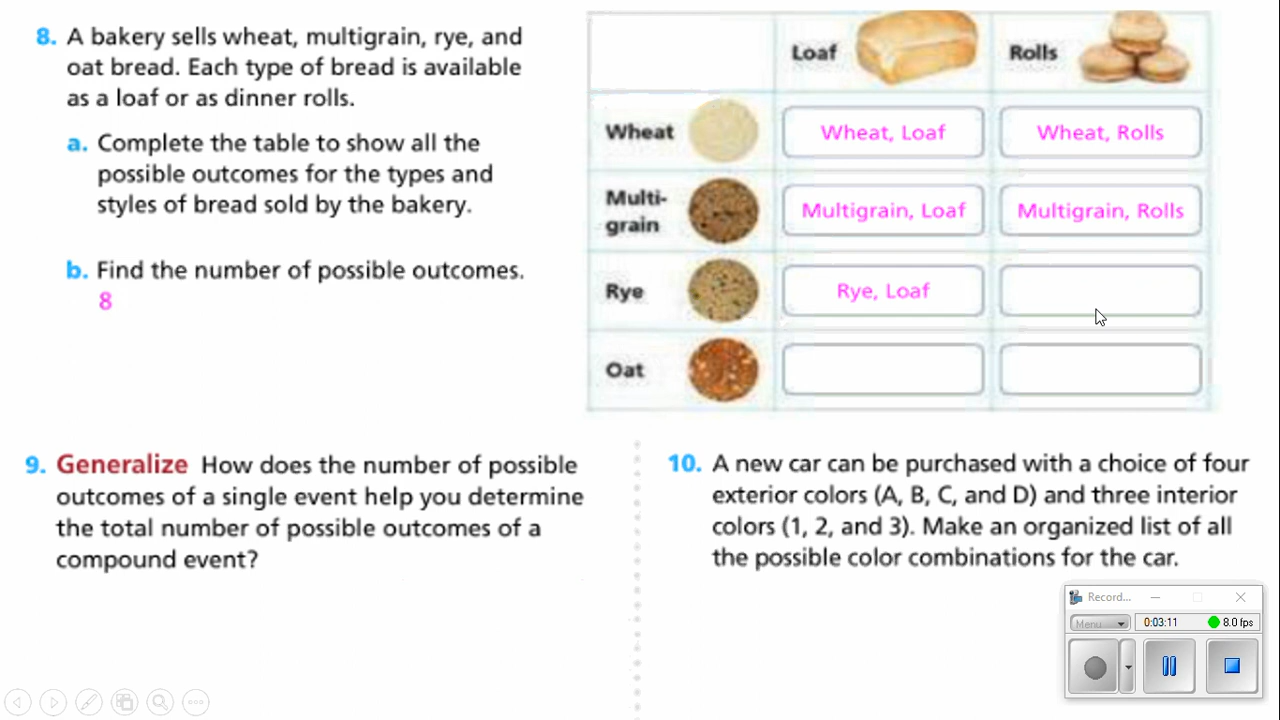 8. A bakery sells wheat, multigrain, rye, and
oat bread. Each type of bread is available
as a loaf or as dinner rolls.
a. Complete the table to show all the
possible outcomes for the types and
styles of bread sold by the bakery.
b. Find the number of possible outcomes.
8
Loaf Rolls
Wheat Wheat, Loaf Wheat, Rolls
Multi-
grain Multigrain, Loaf Multigrain, Rolls
Rye Rye, Loaf
Oat
9. Generalize How does the number of possible
outcomes of a single event help you determine
the total number of possible outcomes of a
compound event?
10. A new car can be purchased with a choice of four
exterior colors (A, B, C, and D) and three interior
colors (1, 2, and 3). Make an organized list of all
the possible color combinations for the car.
Record...
Menu 0:03:11 8.0 fps